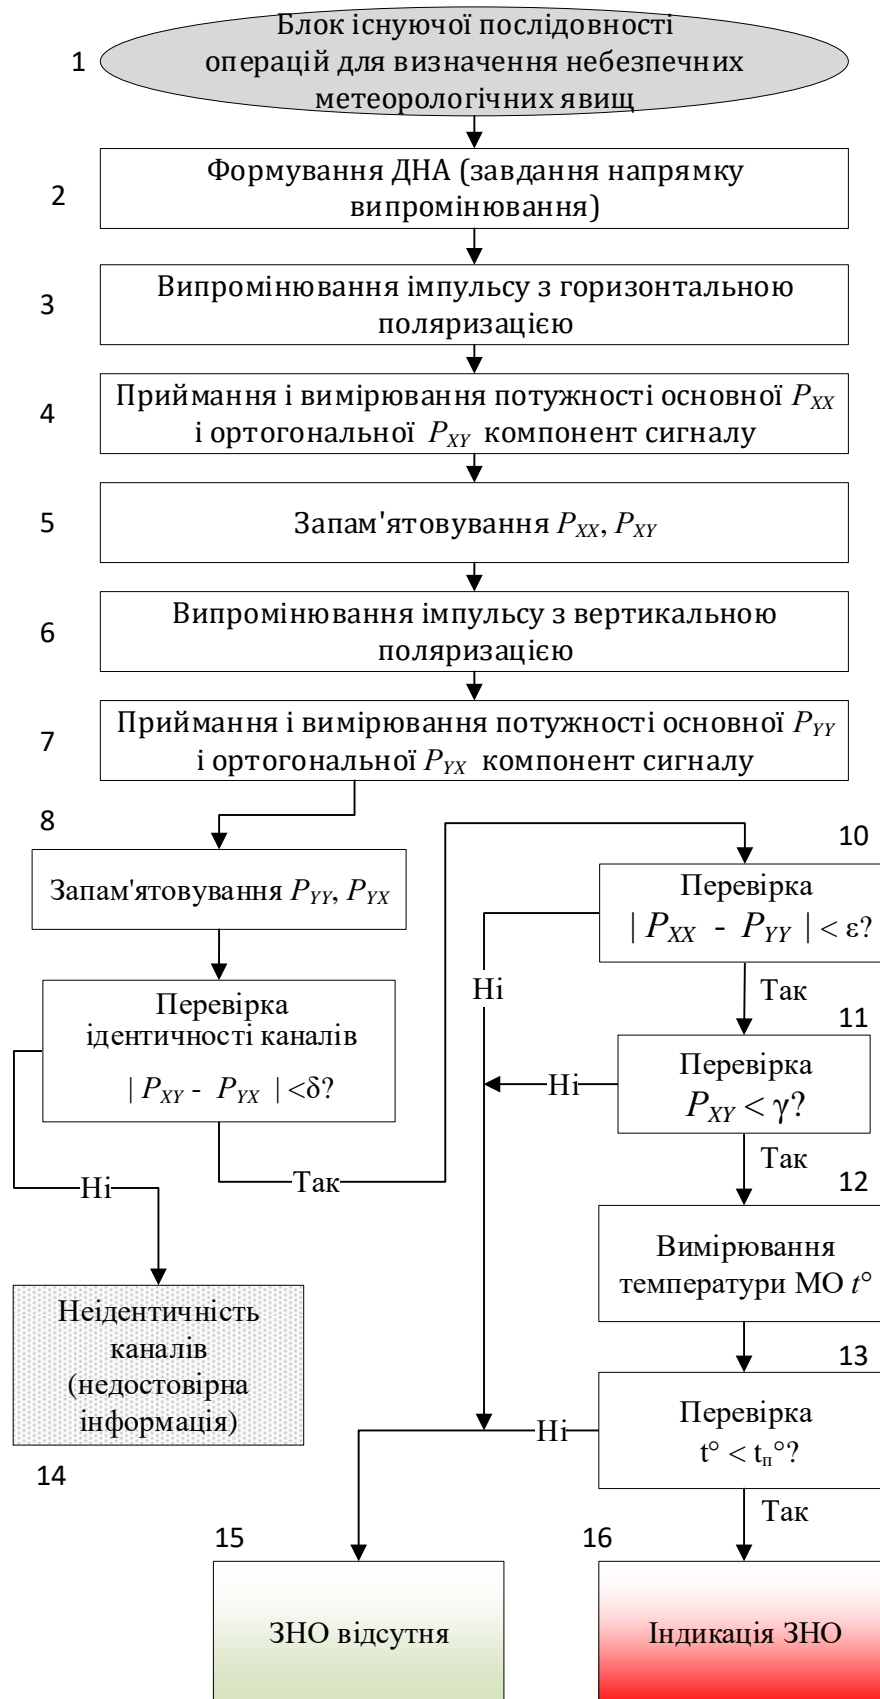 Блок існуючої послідовності
1
операцій для визначення небезпечних
метеорологічних явищ
Формування ДНА (завдання напрямку
2
випромінювання)
Випромінювання імпульсу з горизонтальною
3
поляризацією
Приймання і вимірювання потужності основної P_XX
4
і ортогональної P_XY компонент сигналу
5
Запам'ятовування P_XX, P_XY
Випромінювання імпульсу з вертикальною
6
поляризацією
Приймання і вимірювання потужності основної P_YY
7
і ортогональної P_YX компонент сигналу
8
Запам'ятовування P_YY, P_YX
Перевірка
ідентичності каналів
| P_XY - P_YX | <δ?
Ні
Так
10
Перевірка
| P_XX - P_YY | < ε?
Ні
Так
11
Перевірка
P_XY < γ?
Ні
Так
12
Вимірювання
температури МО t°
13
Перевірка
t° < t_п°?
Ні
Так
Неідентичність
каналів
(недостовірна
інформація)
14
15
ЗНО відсутня
16
Індикація ЗНО